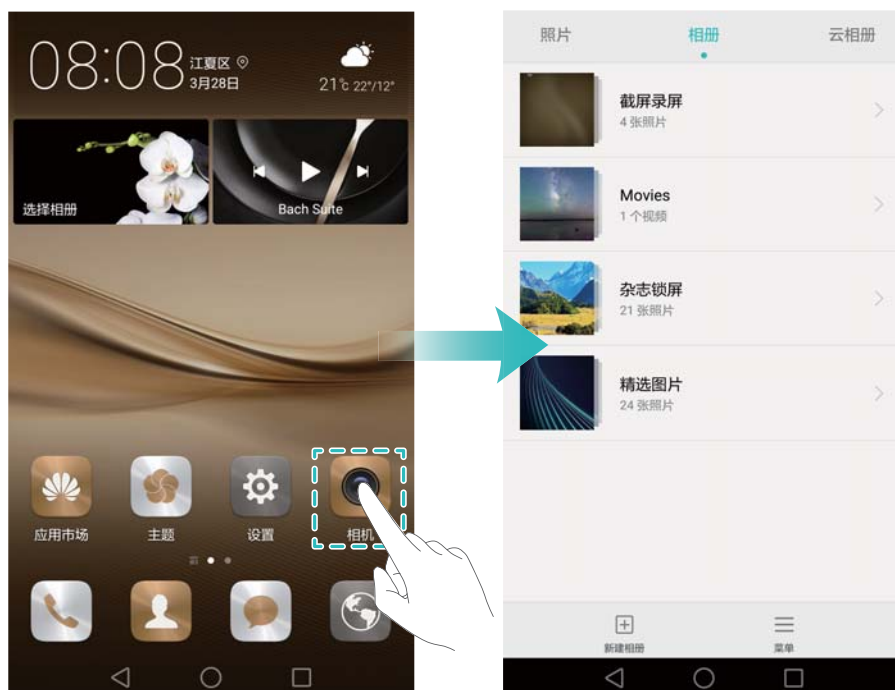 08:08
江夏区
3月28日
21℃ 22°/12°
选择相册
Bach Suite
应用市场
主题
设置
相机
照片
相册
云相册
截屏录屏
4 张照片
Movies
1 个视频
杂志锁屏
21 张照片
精选图片
24 张照片
新建相册
菜单